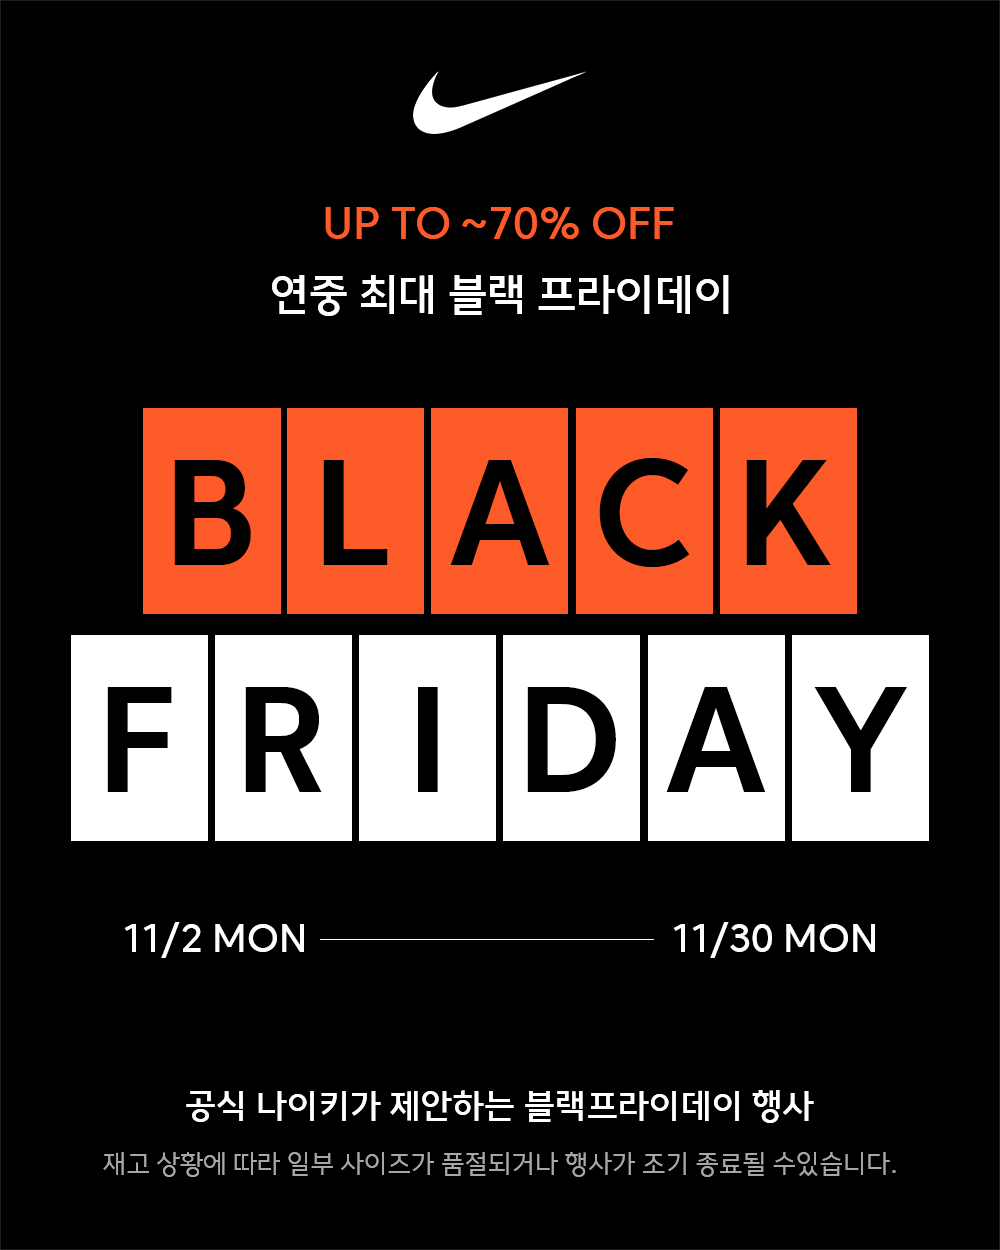 UP TO ~70% OFF
연중 최대 블랙 프라이데이
BLACK
FRIDAY
11/2 MON 11/30 MON
공식 나이키가 제안하는 블랙프라이데이 행사
재고 상황에 따라 일부 사이즈가 품절되거나 행사가 조기 종료될 수있습니다.